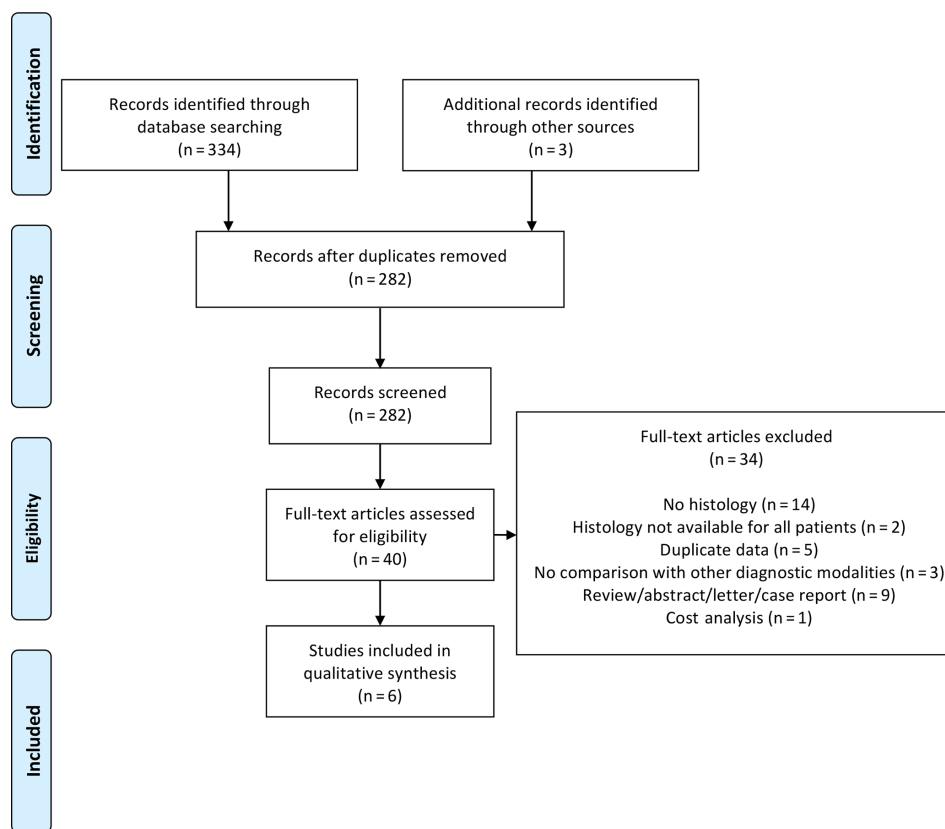 Identification
Records identified through
database searching
(n = 334)
Additional records identified
through other sources
(n = 3)
Screening
Records after duplicates removed
(n = 282)
Records screened
(n = 282)
Eligibility
Full-text articles assessed
for eligibility
(n = 40)
Full-text articles excluded
(n = 34)
No histology (n = 14)
Histology not available for all patients (n = 2)
Duplicate data (n = 5)
No comparison with other diagnostic modalities (n = 3)
Review/abstract/letter/case report (n = 9)
Cost analysis (n = 1)
Included
Studies included in
qualitative synthesis
(n = 6)